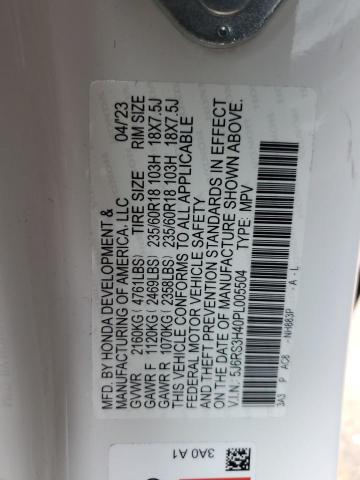 MFD. BY HONDA DEVELOPMENT & 04/23
MANUFACTURING OF AMERICA, LLC
GVWR 2160KG ( 4761LBS) TIRE SIZE RIM SIZE
GAWR F 1120KG ( 2469LBS) 235/60R18 103H 18X7.5J
GAWR R 1070KG ( 2358LBS) 235/60R18 103H 18X7.5J
THIS VEHICLE CONFORMS TO ALL APPLICABLE
FEDERAL MOTOR VEHICLE SAFETY
AND THEFT PREVENTION STANDARDS IN EFFECT
ON THE DATE OF MANUFACTURE SHOWN ABOVE.
V.I.N.: 5J6RS3H40PL005504 TYPE: MPV
3A3 P AC8 -NH883P -A - L
3A0 A1